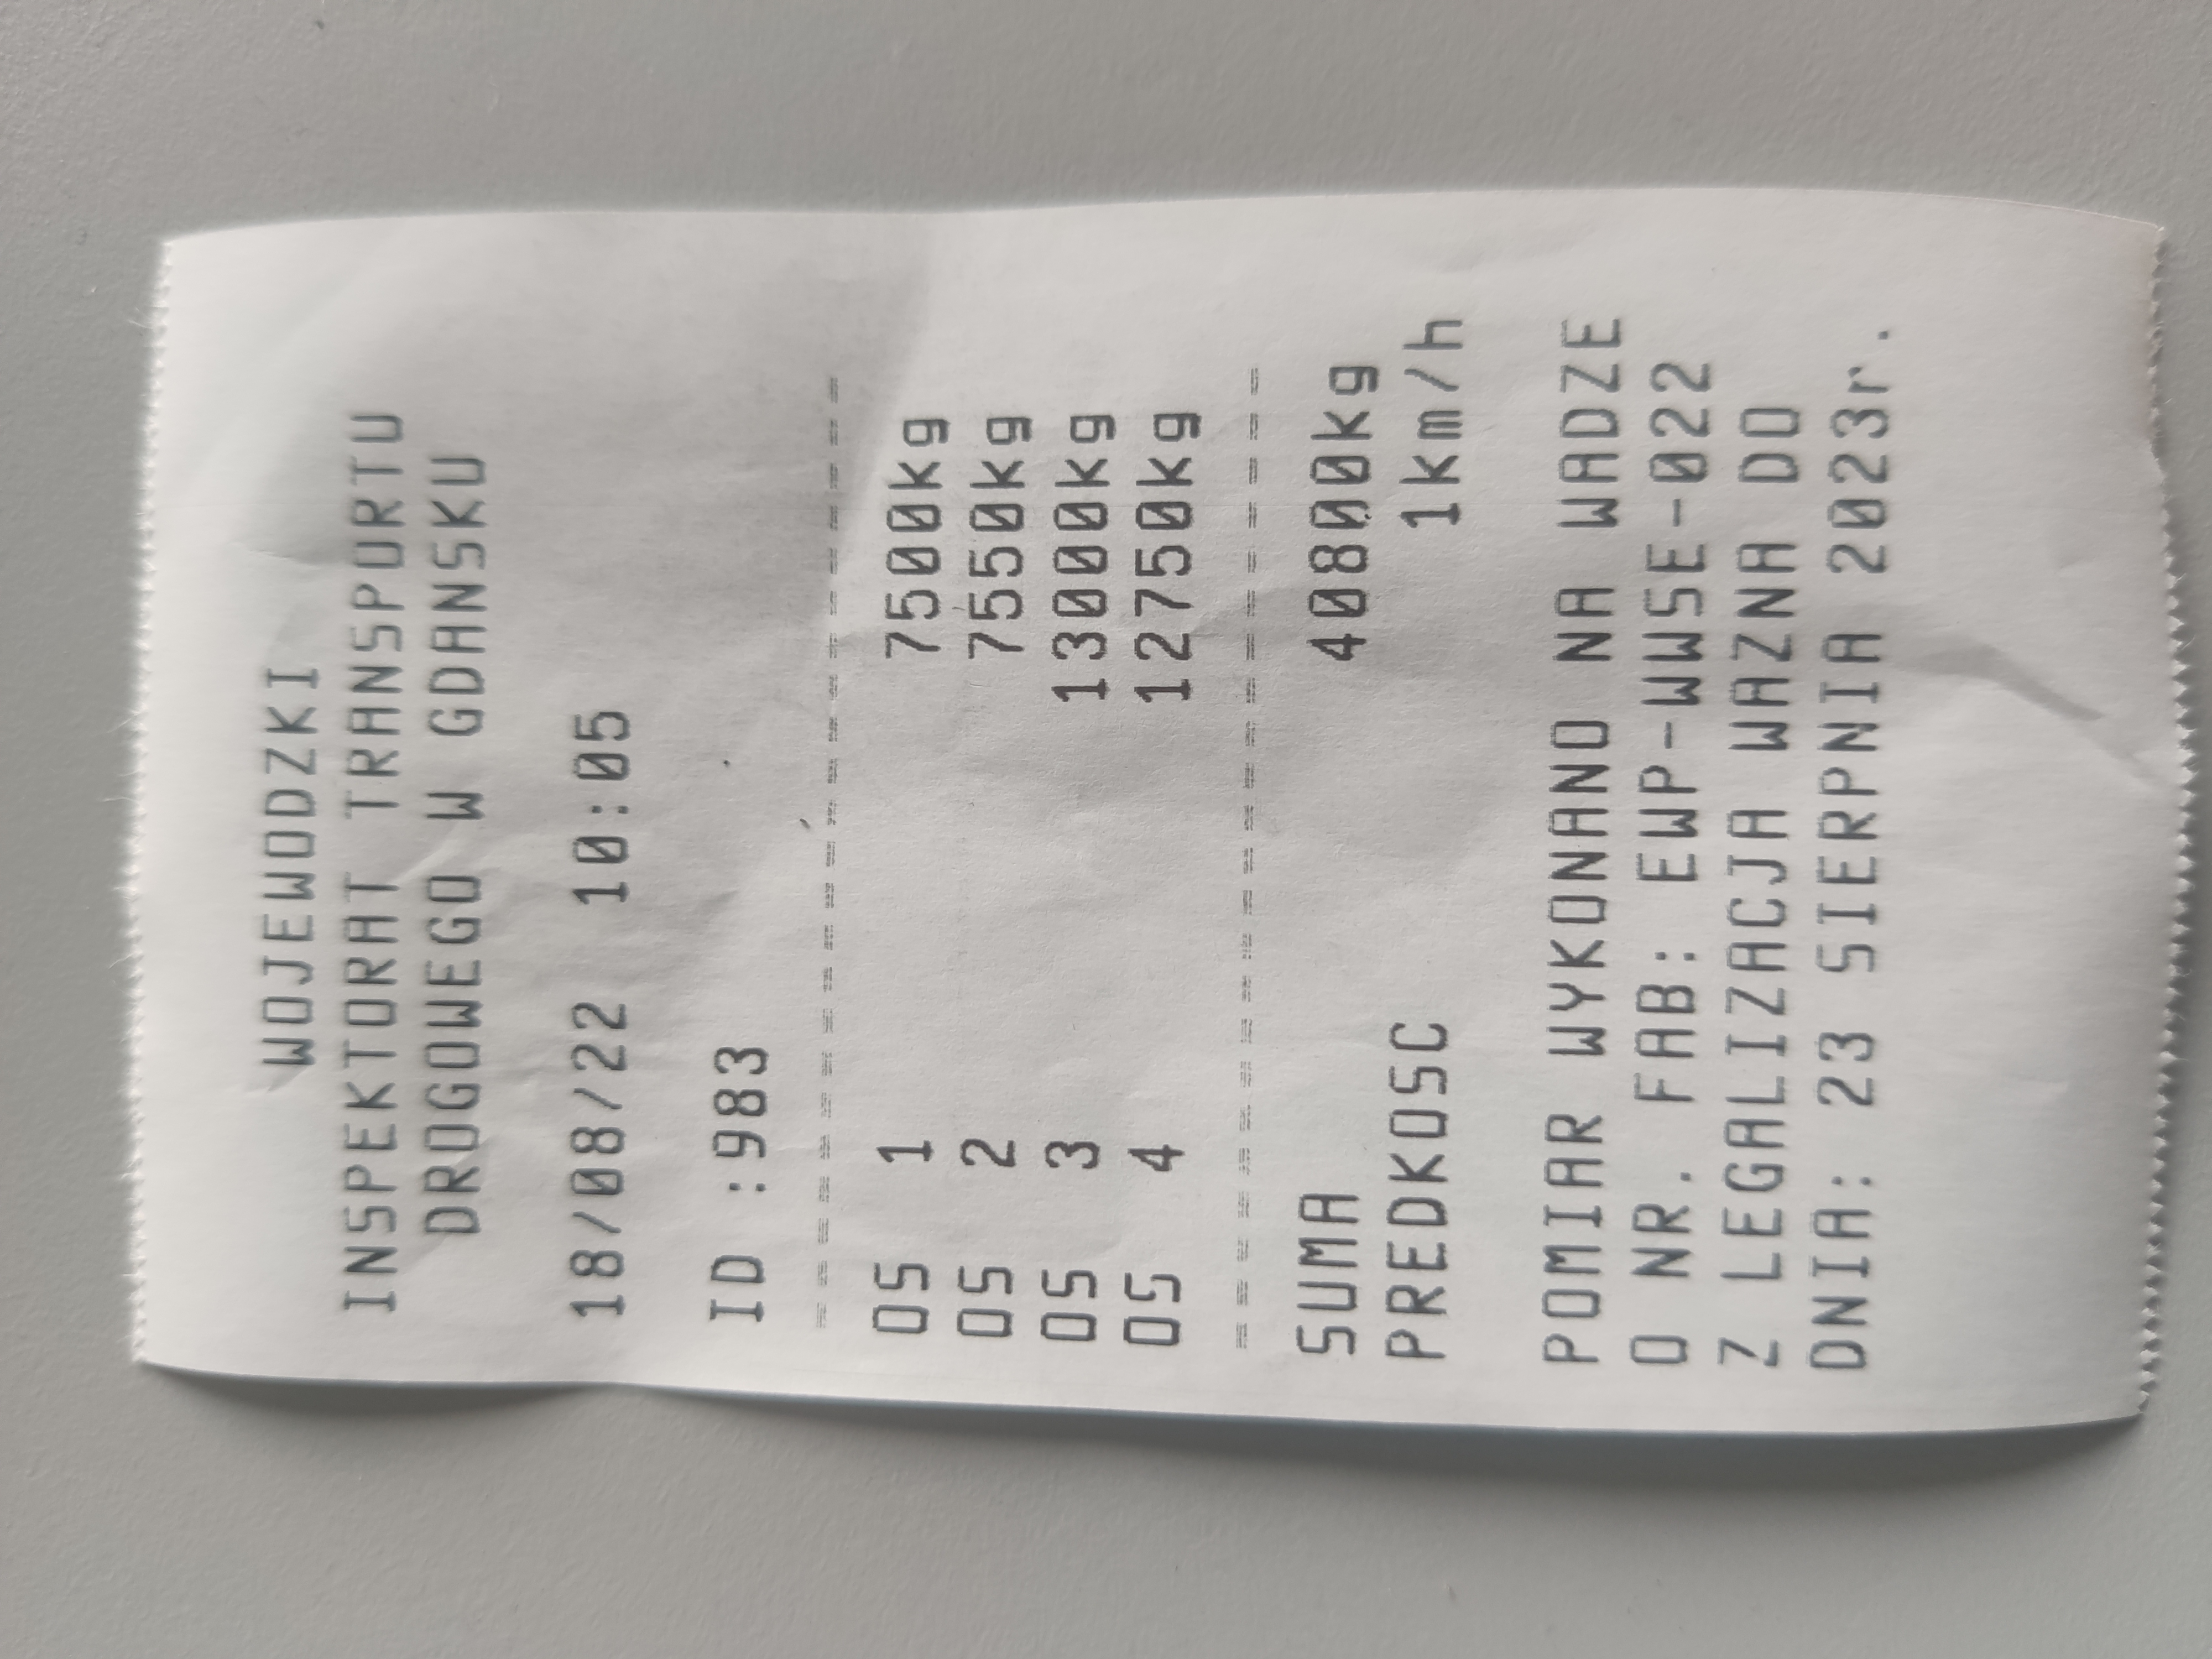 WOJEWODZKI
INSPEKTORAT TRANSPORTU
DROGOWEGO W GDANSKU
18/08/22 10:05
ID :983
OS 1 7500kg
OS 2 7550kg
OS 3 13000kg
OS 4 12750kg
SUMA 40800kg
PREDKOSC 1km/h
POMIAR WYKONANO NA WADZE
O NR. FAB: EWP-WWSE-022
Z LEGALIZACJA WAZNA DO
DNIA: 23 SIERPNIA 2023r.